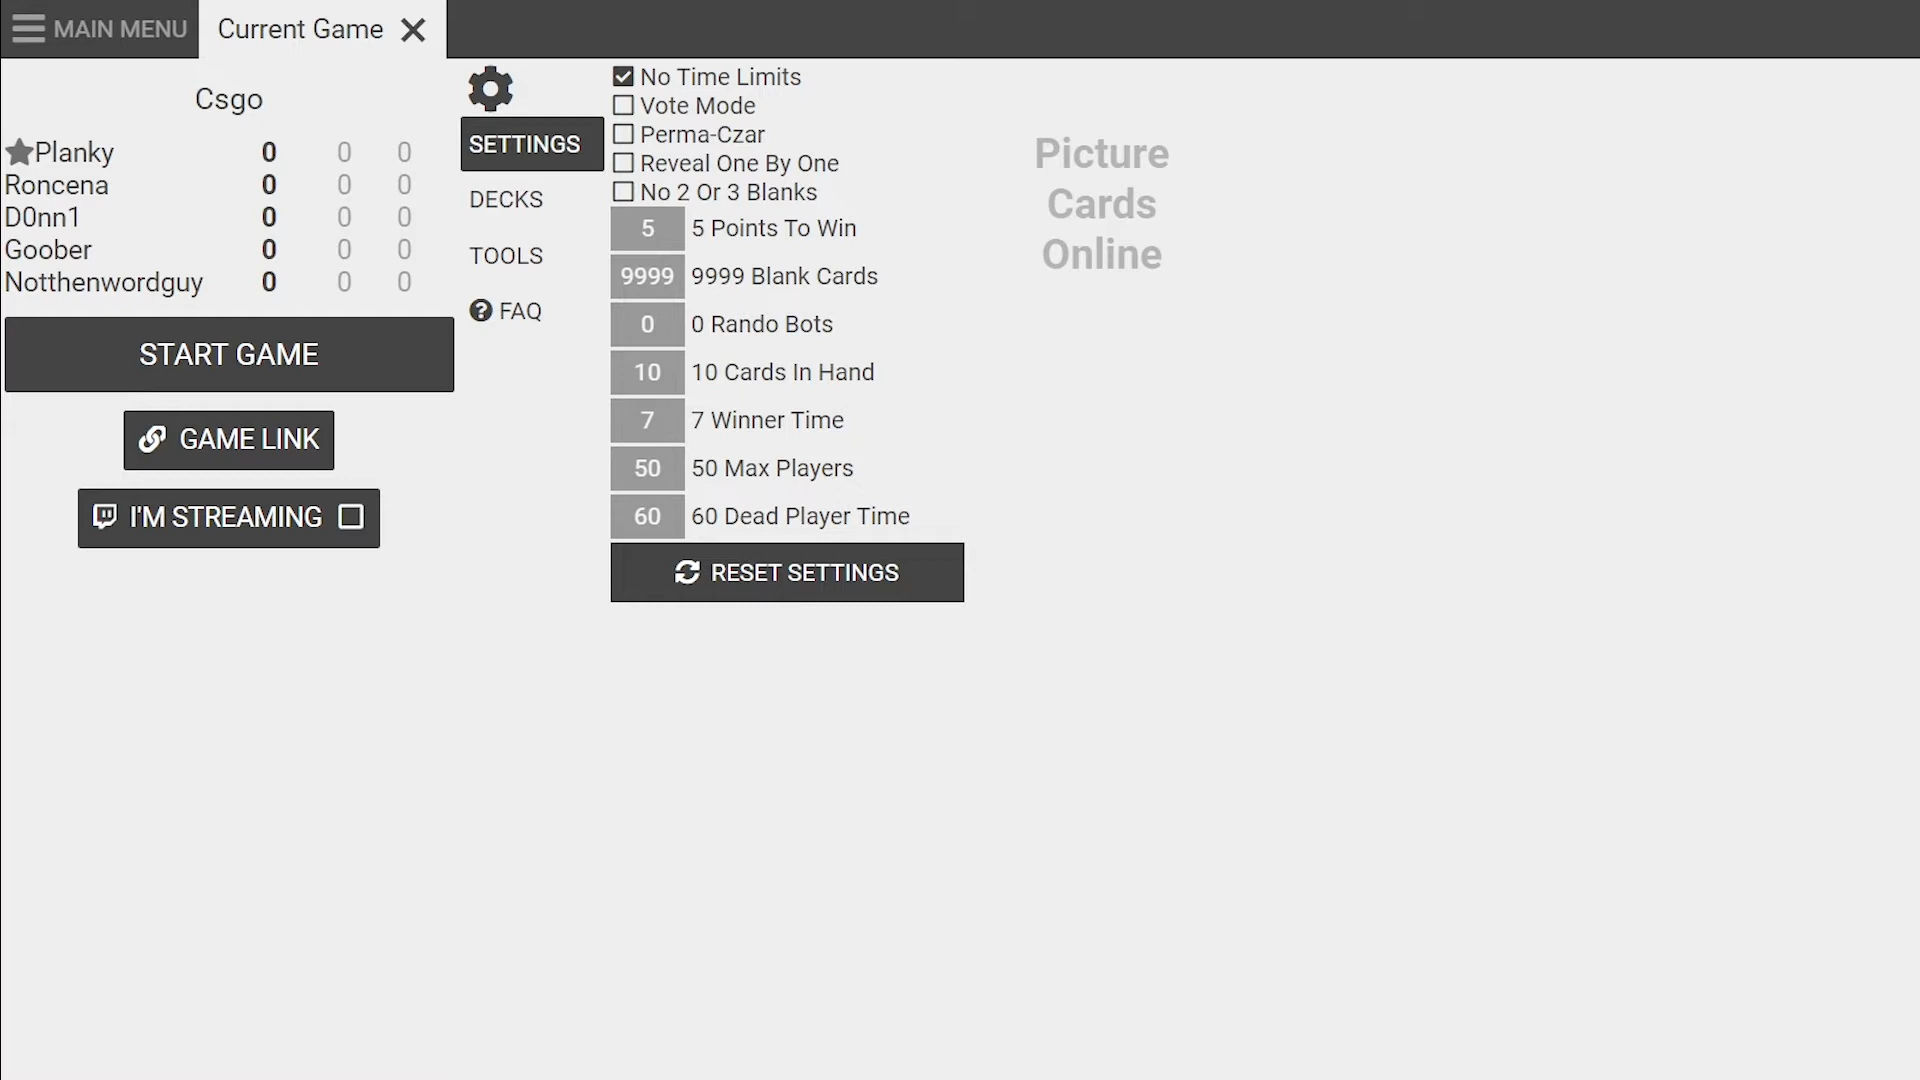 MAIN MENU
Current Game
Csgo
Planky 0 0 0
Roncena 0 0 0
D0nn1 0 0 0
Goober 0 0 0
Notthenwordguy 0 0 0
START GAME
GAME LINK
I'M STREAMING
SETTINGS
DECKS
TOOLS
FAQ
No Time Limits
Vote Mode
Perma-Czar
Reveal One By One
No 2 Or 3 Blanks
5 5 Points To Win
9999 9999 Blank Cards
0 0 Rando Bots
10 10 Cards In Hand
7 7 Winner Time
50 50 Max Players
60 60 Dead Player Time
RESET SETTINGS
Picture
Cards
Online